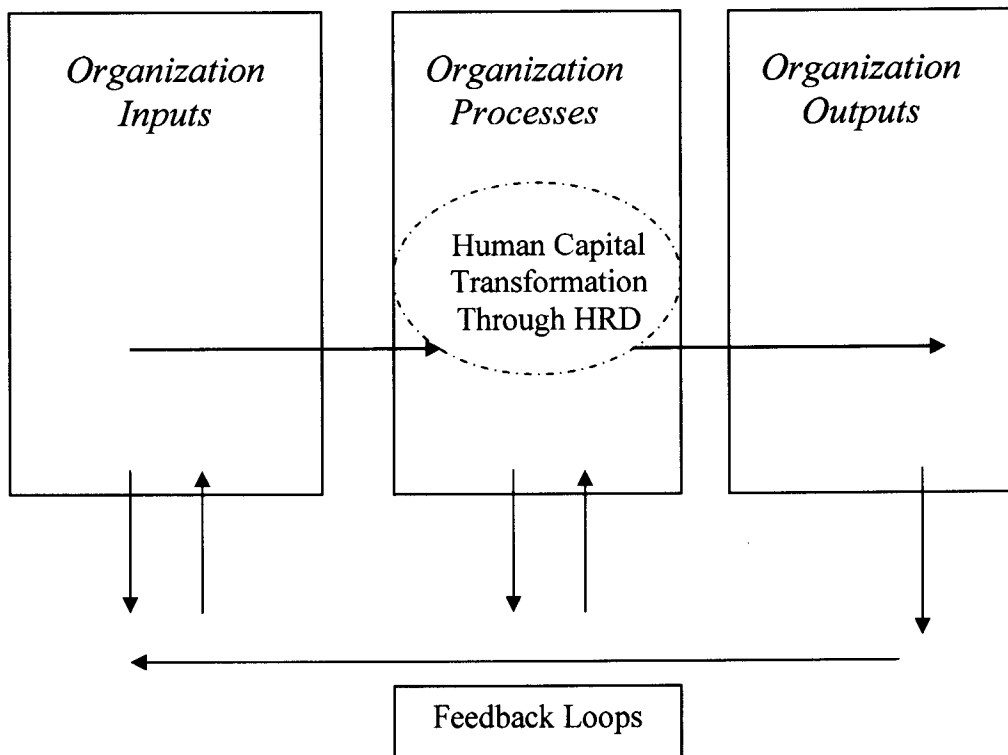 Organization
Inputs
Organization
Processes
Organization
Outputs
Human Capital
Transformation
Through HRD
Feedback Loops